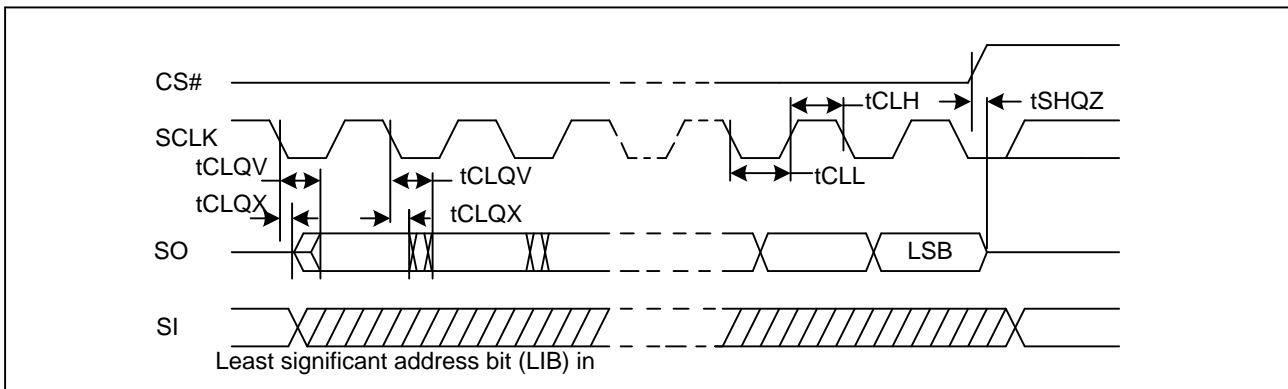 CS#
tCLH
tSHQZ
SCLK
tCLQV
tCLQV
tCLL
tCLQX
tCLQX
SO
LSB
SI
Least significant address bit (LIB) in